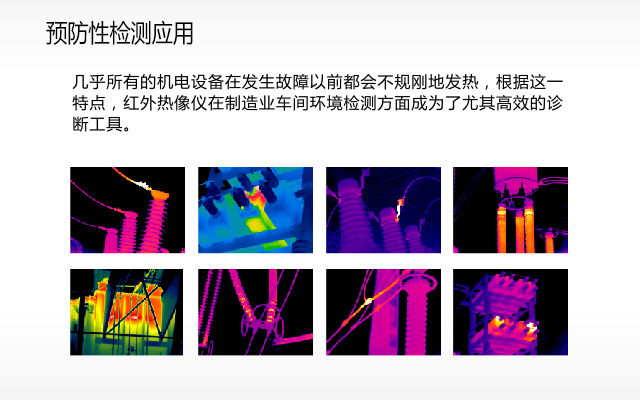 预防性检测应用
几乎所有的机电设备在发生故障以前都会不规刚地发热，根据这一
特点，红外热像仪在制造业车间环境检测方面成为了尤其高效的诊
断工具。